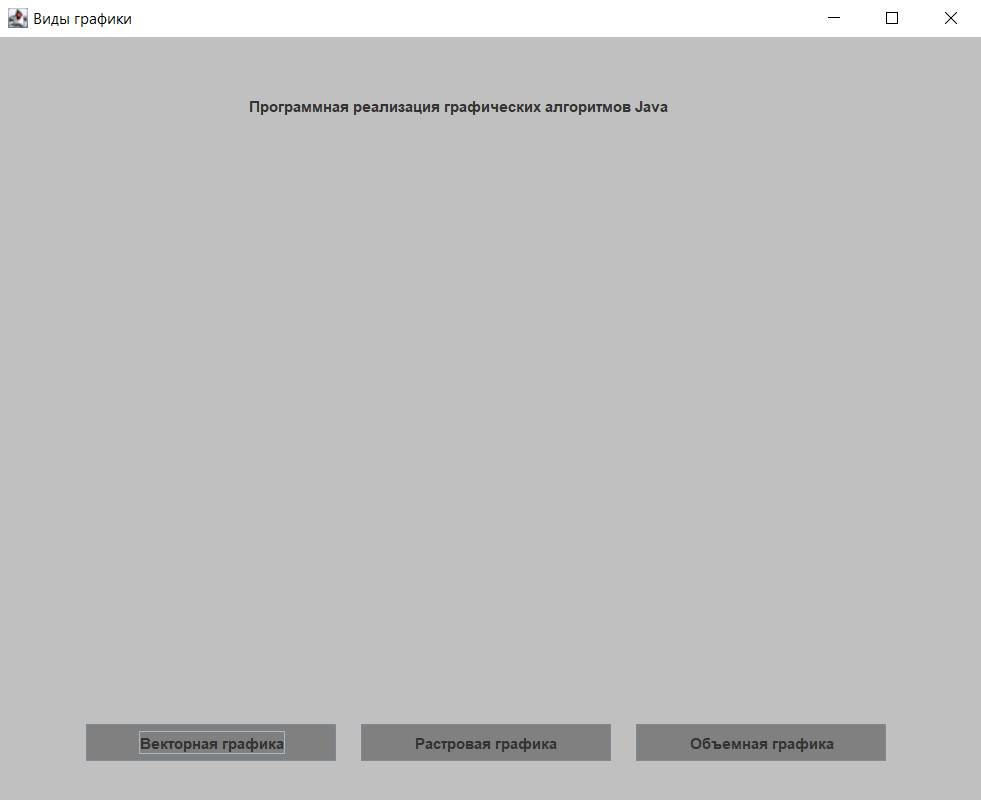 Виды графики
Программная реализация графических алгоритмов Java
Векторная графика
Растровая графика
Объемная графика